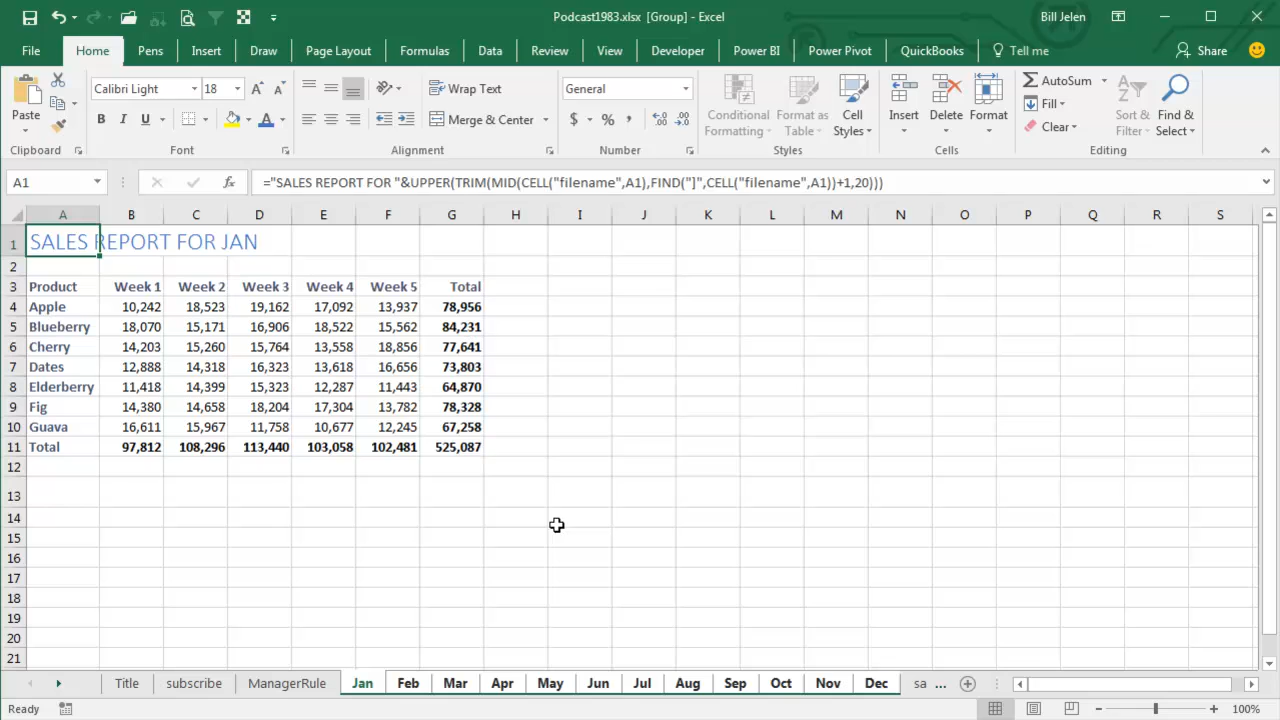 Podcast1983.xlsx [Group] - Excel
Bill Jelen
File Home Pens Insert Draw Page Layout Formulas Data Review View Developer Power BI Power Pivot QuickBooks Tell me Share
Paste
Calibri Light 18
Wrap Text
General
AutoSum
B I U
Merge & Center
$ % ,
Conditional Formatting
Format as Table
Cell Styles
Insert Delete Format
Fill
Clear
Sort & Filter
Find & Select
Clipboard Font Alignment Number Styles Cells Editing
A1 fx ="SALES REPORT FOR "&UPPER(TRIM(MID(CELL("filename",A1),FIND("]",CELL("filename",A1))+1,20)))
A B C D E F G H I J K L M N O P Q R S
1 SALES REPORT FOR JAN
2
3 Product Week 1 Week 2 Week 3 Week 4 Week 5 Total
4 Apple 10,242 18,523 19,162 17,092 13,937 78,956
5 Blueberry 18,070 15,171 16,906 18,522 15,562 84,231
6 Cherry 14,203 15,260 15,764 13,558 18,856 77,641
7 Dates 12,888 14,318 16,323 13,618 16,656 73,803
8 Elderberry 11,418 14,399 15,323 12,287 11,443 64,870
9 Fig 14,380 14,658 18,204 17,304 13,782 78,328
10 Guava 16,611 15,967 11,758 10,677 12,245 67,258
11 Total 97,812 108,296 113,440 103,058 102,481 525,087
12
13
14
15
16
17
18
19
20
21
Title subscribe ManagerRule Jan Feb Mar Apr May Jun Jul Aug Sep Oct Nov Dec sa ...
Ready
100%